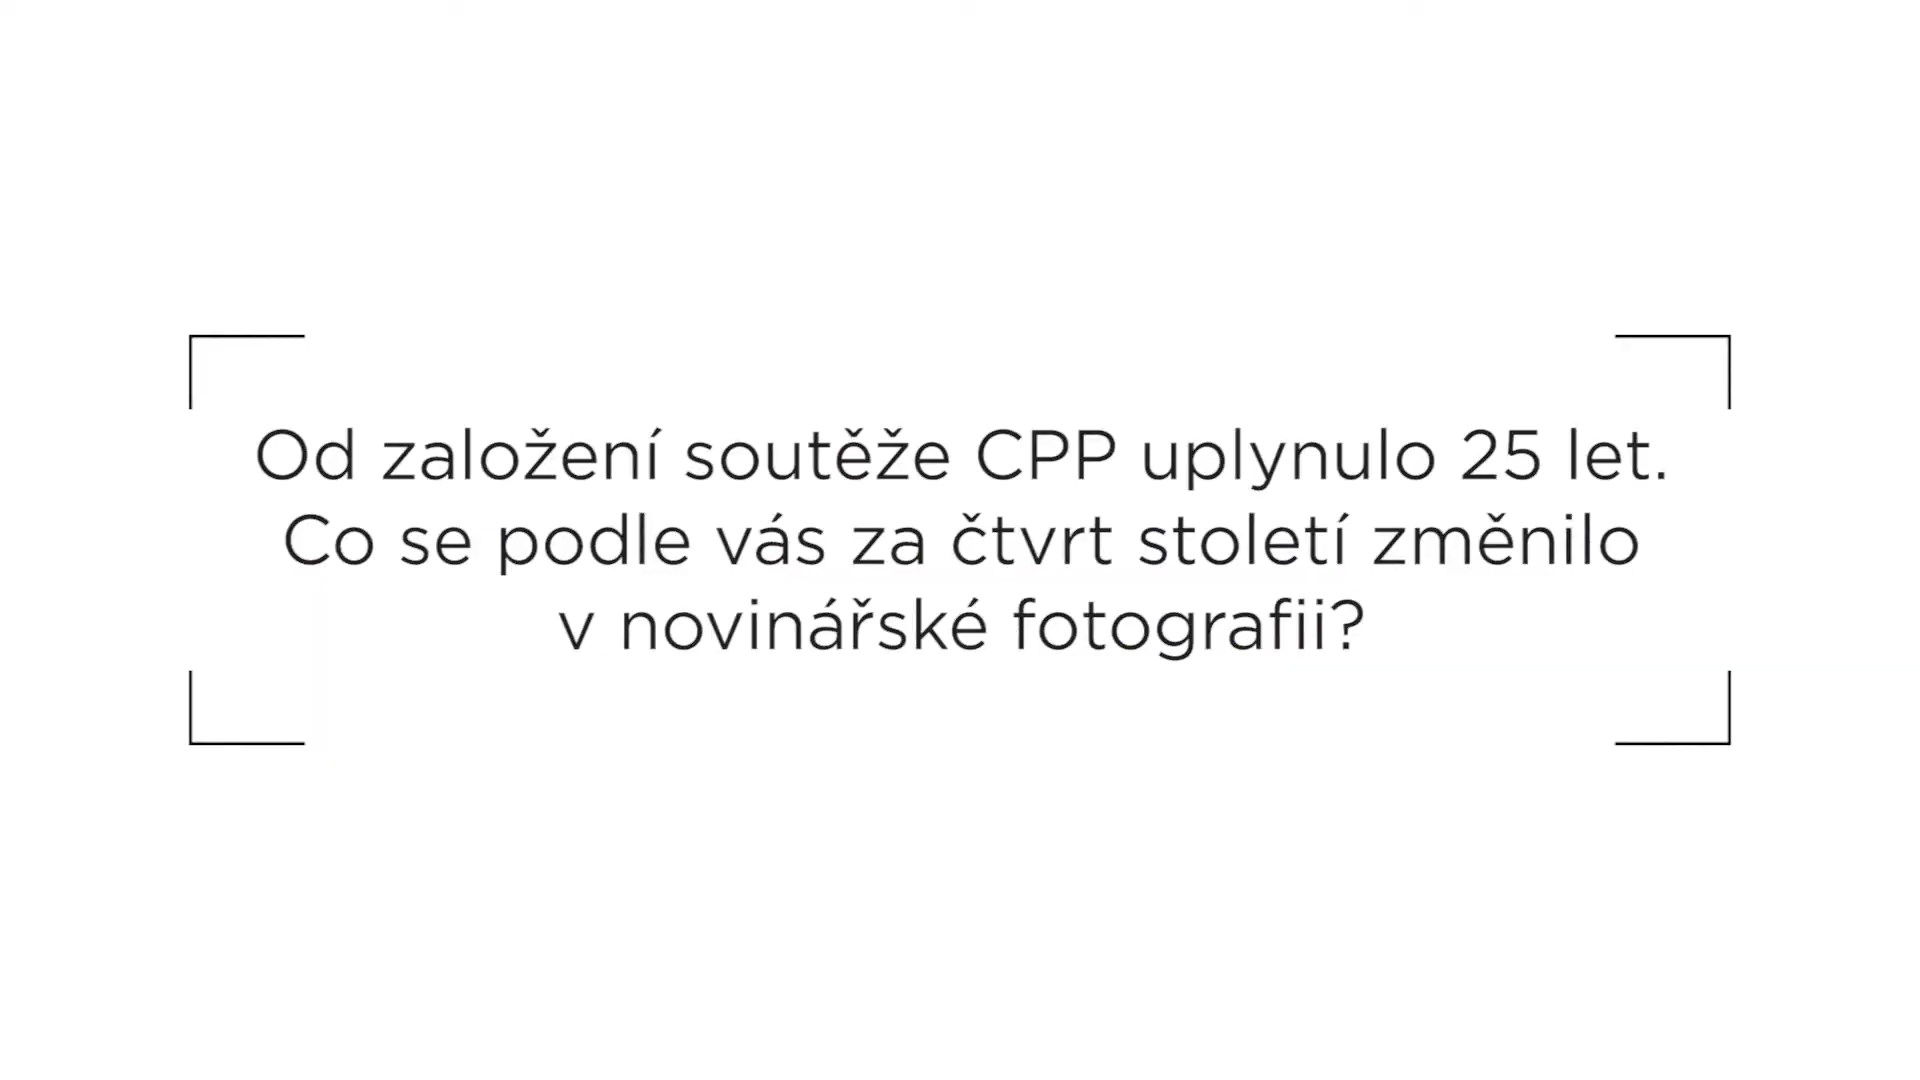 Od založení soutěže CPP uplynulo 25 let.
Co se podle vás za čtvrt století změnilo
v novinářské fotografii?